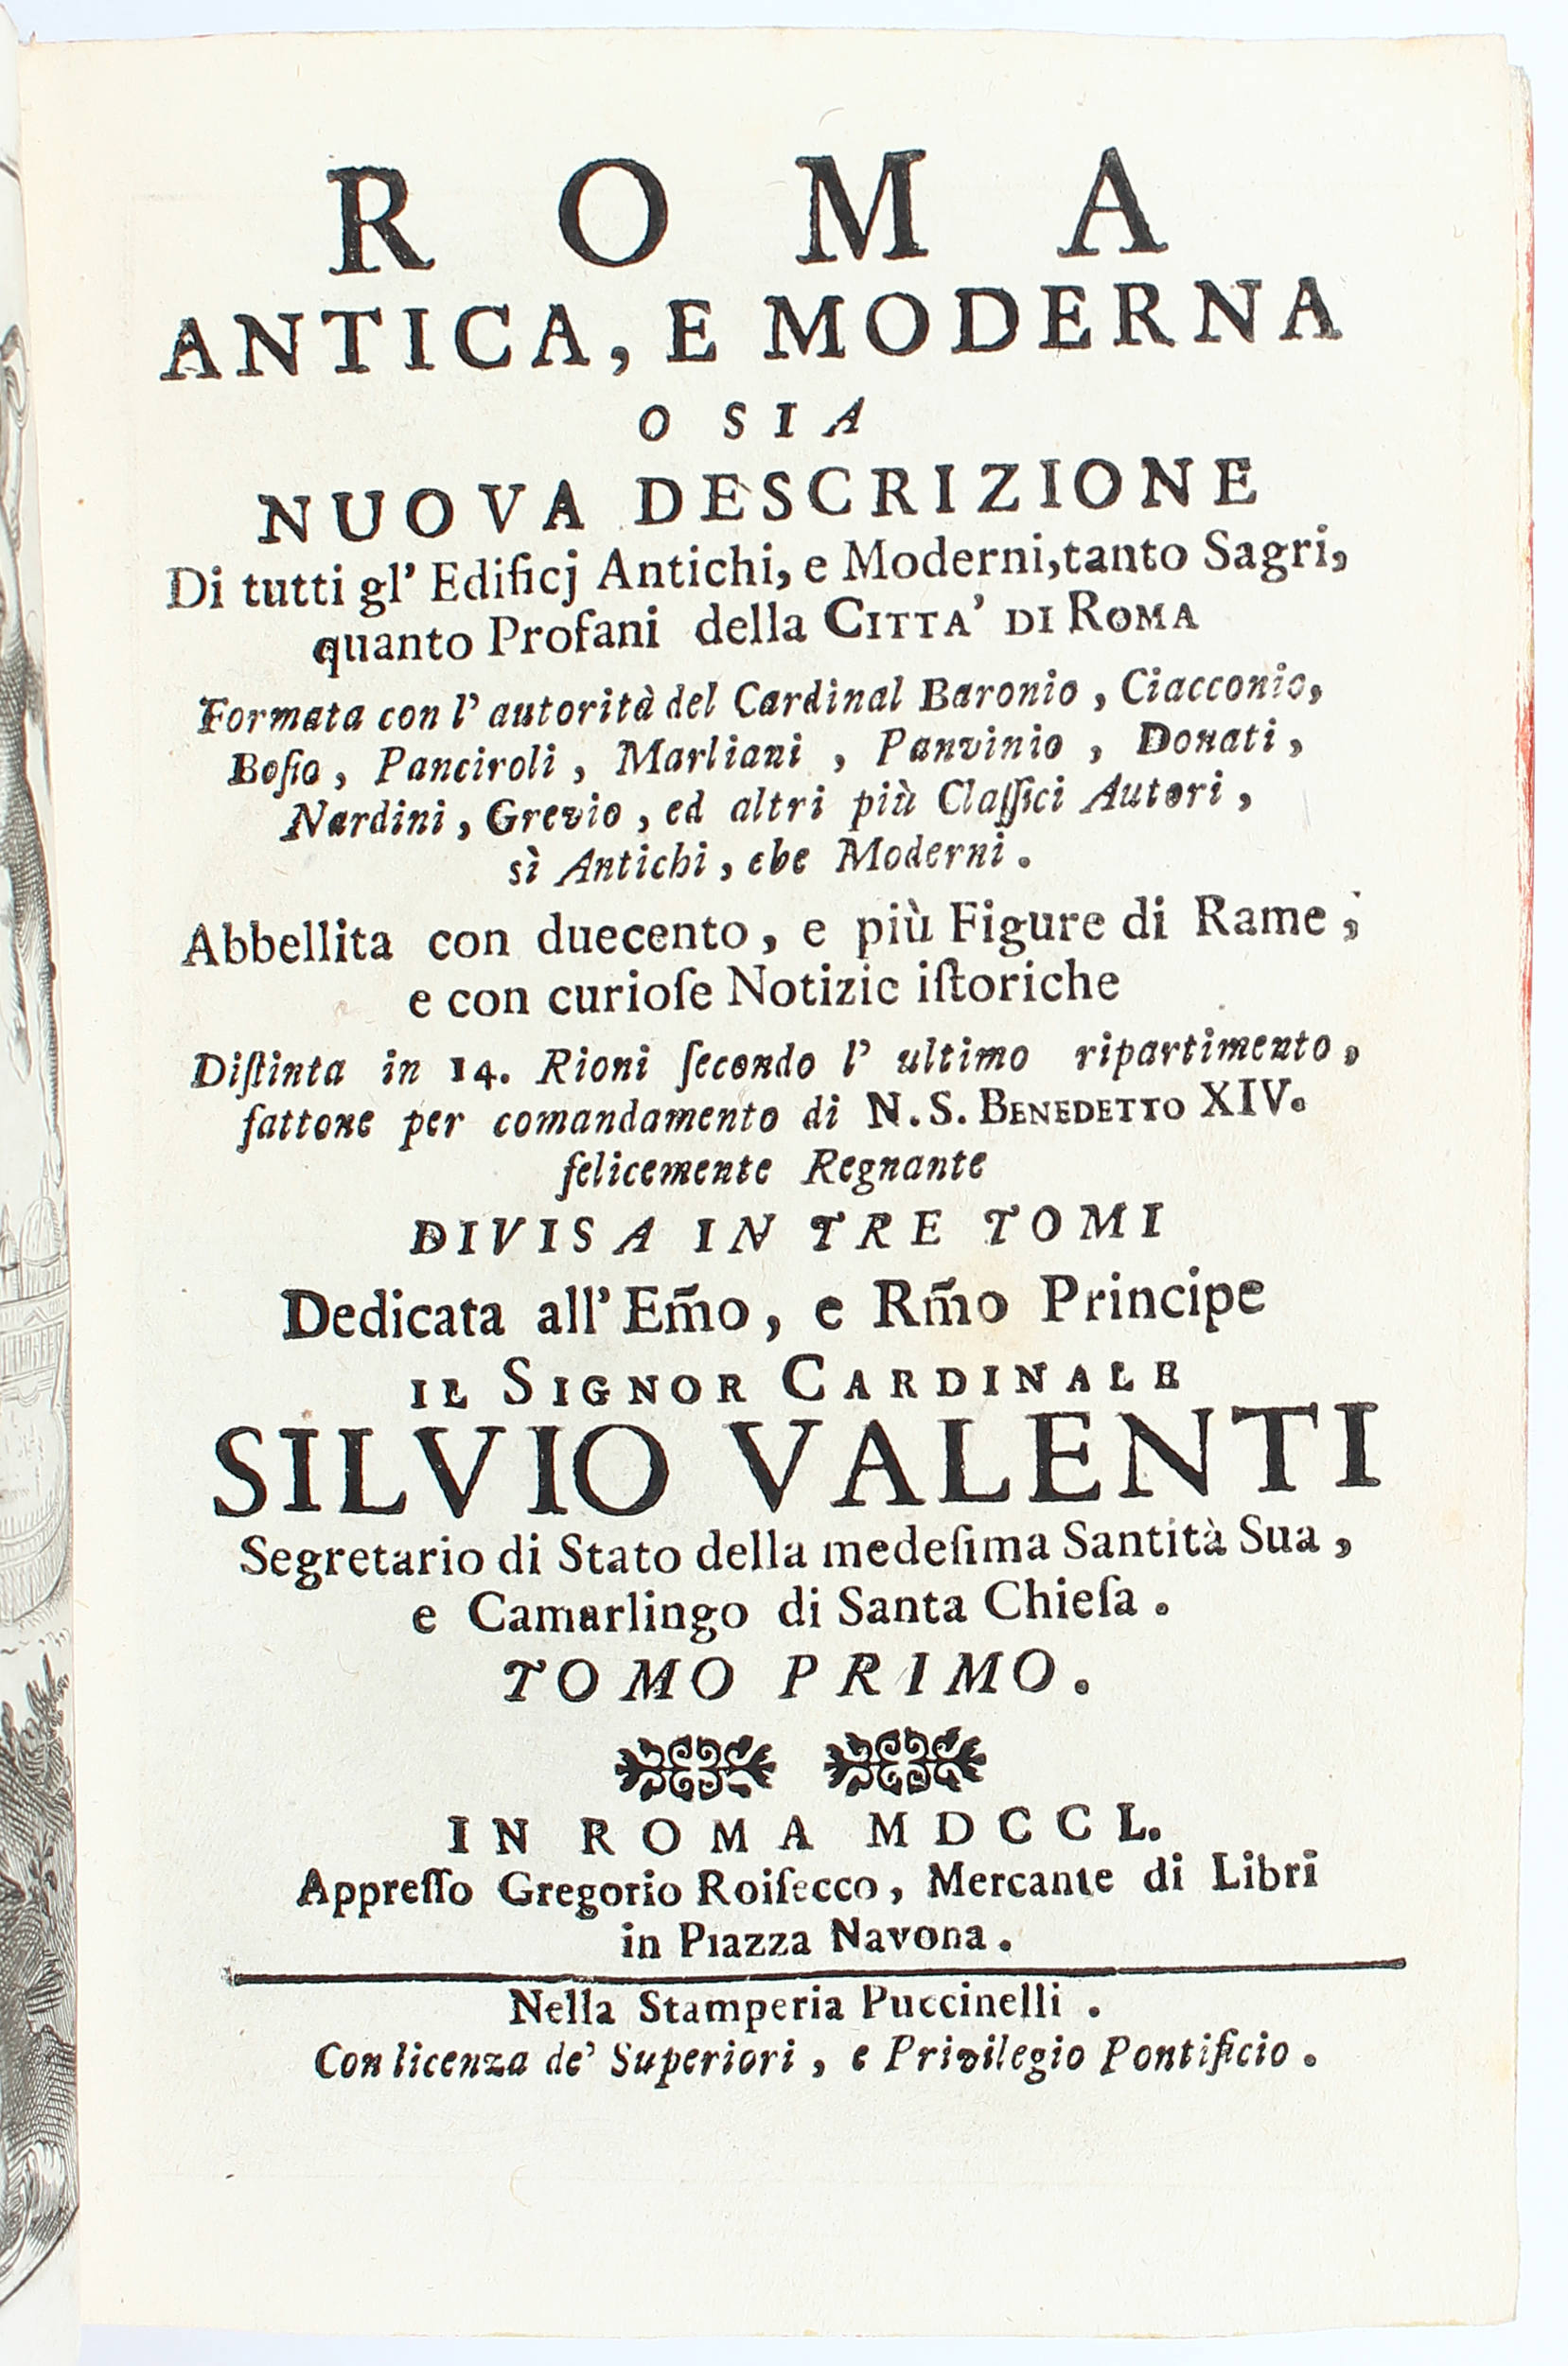 ROMA
ANTICA, E MODERNA
O SIA
NUOVA DESCRIZIONE
Di tutti gl' Edificj Antichi, e Moderni, tanto Sagri,
quanto Profani della CITTA' DI ROMA
Formata con l' autorità del Cardinal Baronio, Ciacconio,
Boſio, Panciroli, Marliani, Panvinio, Donati,
Nardini, Grevio, ed altri più Claſſici Autori,
sì Antichi, che Moderni.
Abbellita con duecento, e più Figure di Rame,
e con curioſe Notizie iſtoriche
Diſtinta in 14. Rioni ſecondo l' ultimo ripartimento,
fattone per comandamento di N. S. BENEDETTO XIV.
felicemente Regnante
DIVISA IN TRE TOMI
Dedicata all' Em̃o, e Rm̃o Principe
IL SIGNOR CARDINALE
SILVIO VALENTI
Segretario di Stato della medeſima Santità Sua,
e Camarlingo di Santa Chieſa.
TOMO PRIMO.
IN ROMA MDCCL.
Appreſſo Gregorio Roiſecco, Mercante di Libri
in Piazza Navona.
Nella Stamperia Puccinelli.
Con licenza de' Superiori, e Privilegio Pontificio.